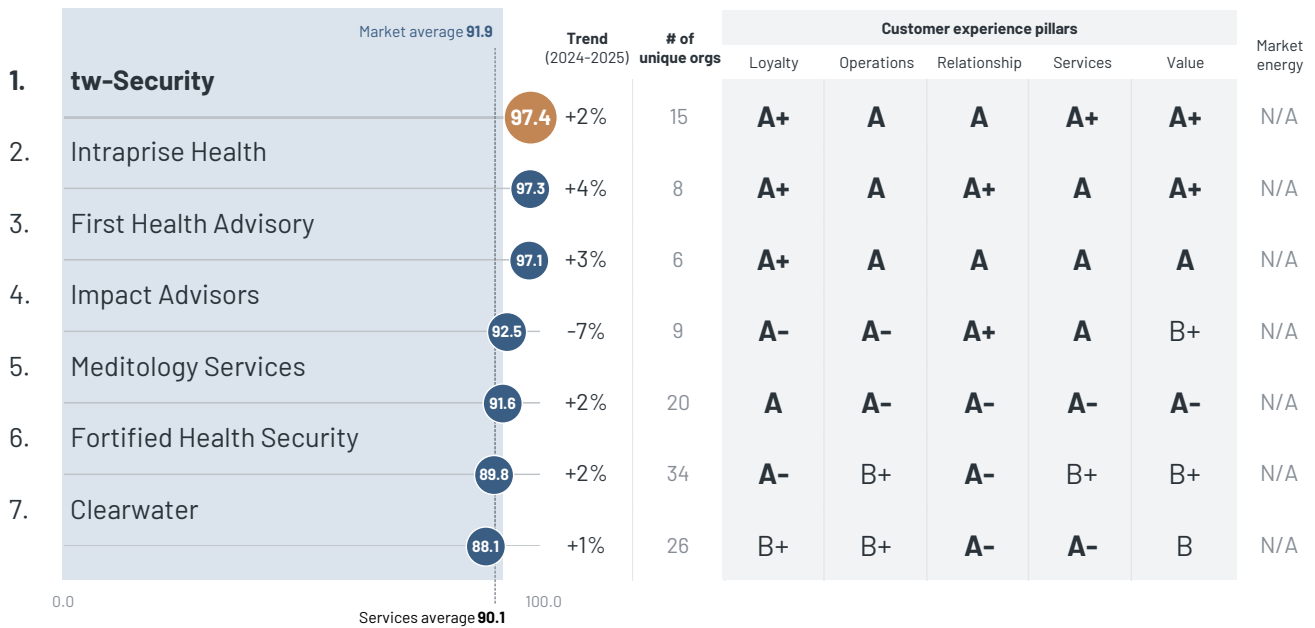 Market average 91.9
Trend
(2024-2025)
# of
unique orgs
Customer experience pillars
Loyalty Operations Relationship Services Value
Market
energy
1. tw-Security
97.4 +2% 15 A+ A A A+ A+ N/A
2. Intraprise Health
97.3 +4% 8 A+ A A+ A A+ N/A
3. First Health Advisory
97.1 +3% 6 A+ A A A A N/A
4. Impact Advisors
92.5 -7% 9 A- A- A+ A B+ N/A
5. Meditology Services
91.6 +2% 20 A A- A- A- A- N/A
6. Fortified Health Security
89.8 +2% 34 A- B+ A- B+ B+ N/A
7. Clearwater
88.1 +1% 26 B+ B+ A- A- B N/A
0.0 100.0
Services average 90.1